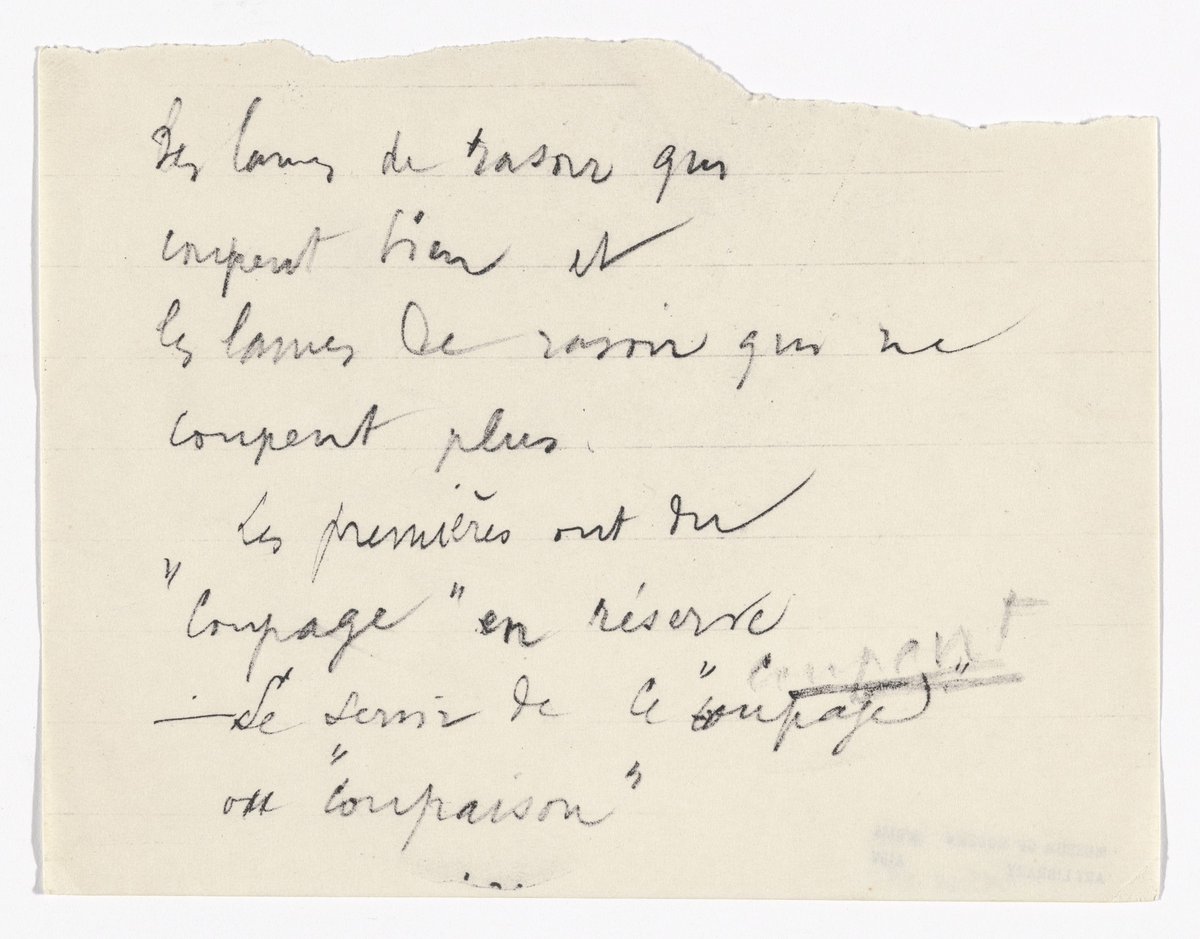 Les lames de rasoir qui
coupent bien et
les lames de rasoir qui ne
coupent plus.
Les premières ont du
"Coupage" en réserve
coupent
— Se servir de ce "coupage"
ou "coupaison"